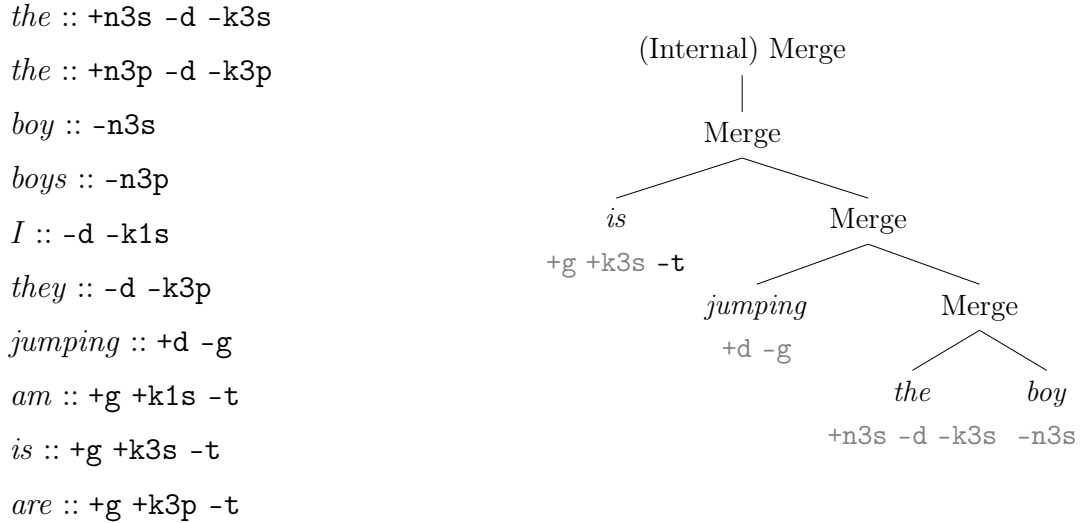 the :: +n3s -d -k3s
the :: +n3p -d -k3p
boy :: -n3s
boys :: -n3p
I :: -d -k1s
they :: -d -k3p
jumping :: +d -g
am :: +g +k1s -t
is :: +g +k3s -t
are :: +g +k3p -t
(Internal) Merge
Merge
is Merge
+g +k3s -t
jumping Merge
+d -g
the boy
+n3s -d -k3s -n3s